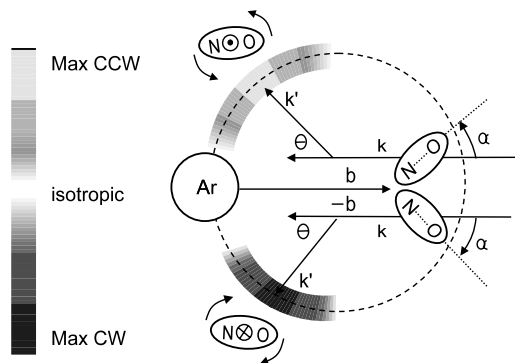 Max CCW
isotropic
Max CW
N O
k'
Θ
k
N O
α
Ar
b
–b
Θ
k
N O
α
k'
N O